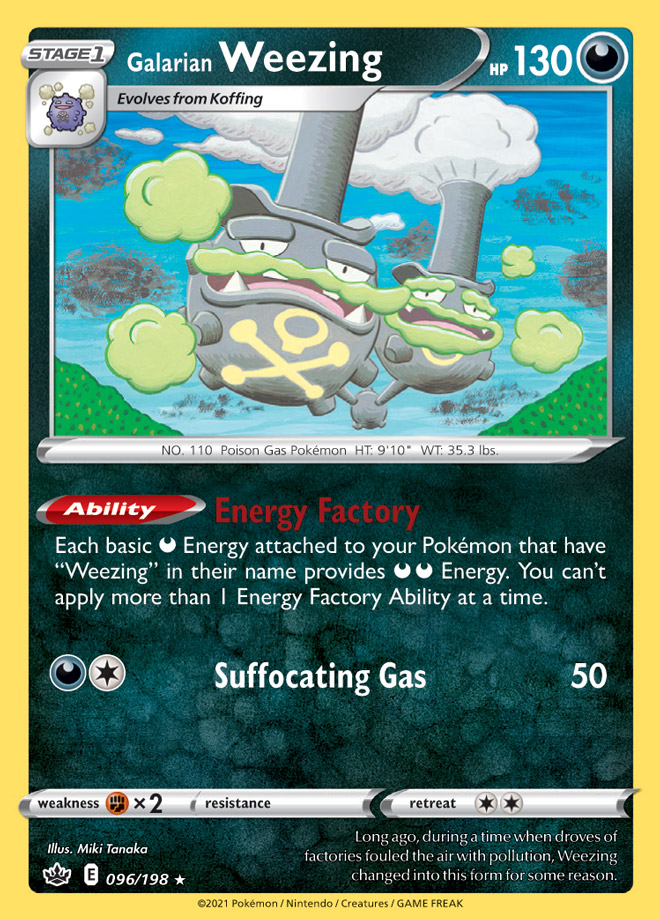 STAGE 1
Galarian Weezing
HP 130
Evolves from Koffing
NO. 110 Poison Gas Pokémon HT: 9'10" WT: 35.3 lbs.
Ability Energy Factory
Each basic Energy attached to your Pokémon that have
“Weezing” in their name provides Energy. You can’t
apply more than 1 Energy Factory Ability at a time.
Suffocating Gas 50
weakness ×2 resistance retreat
Illus. Miki Tanaka
E 096/198 ★
Long ago, during a time when droves of
factories fouled the air with pollution, Weezing
changed into this form for some reason.
©2021 Pokémon / Nintendo / Creatures / GAME FREAK